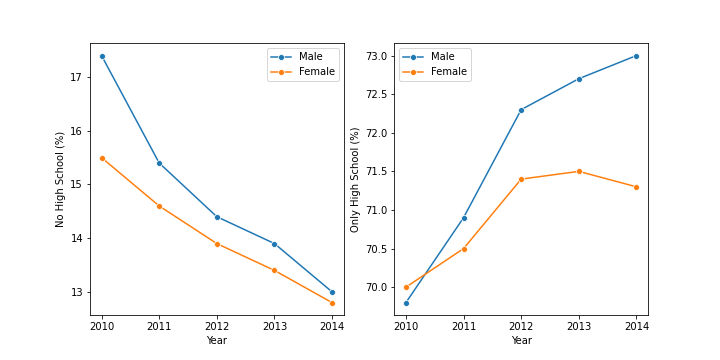 No High School (%)
17
16
15
14
13
2010 2011 2012 2013 2014
Year
Male
Female
Only High School (%)
73.0
72.5
72.0
71.5
71.0
70.5
70.0
2010 2011 2012 2013 2014
Year
Male
Female